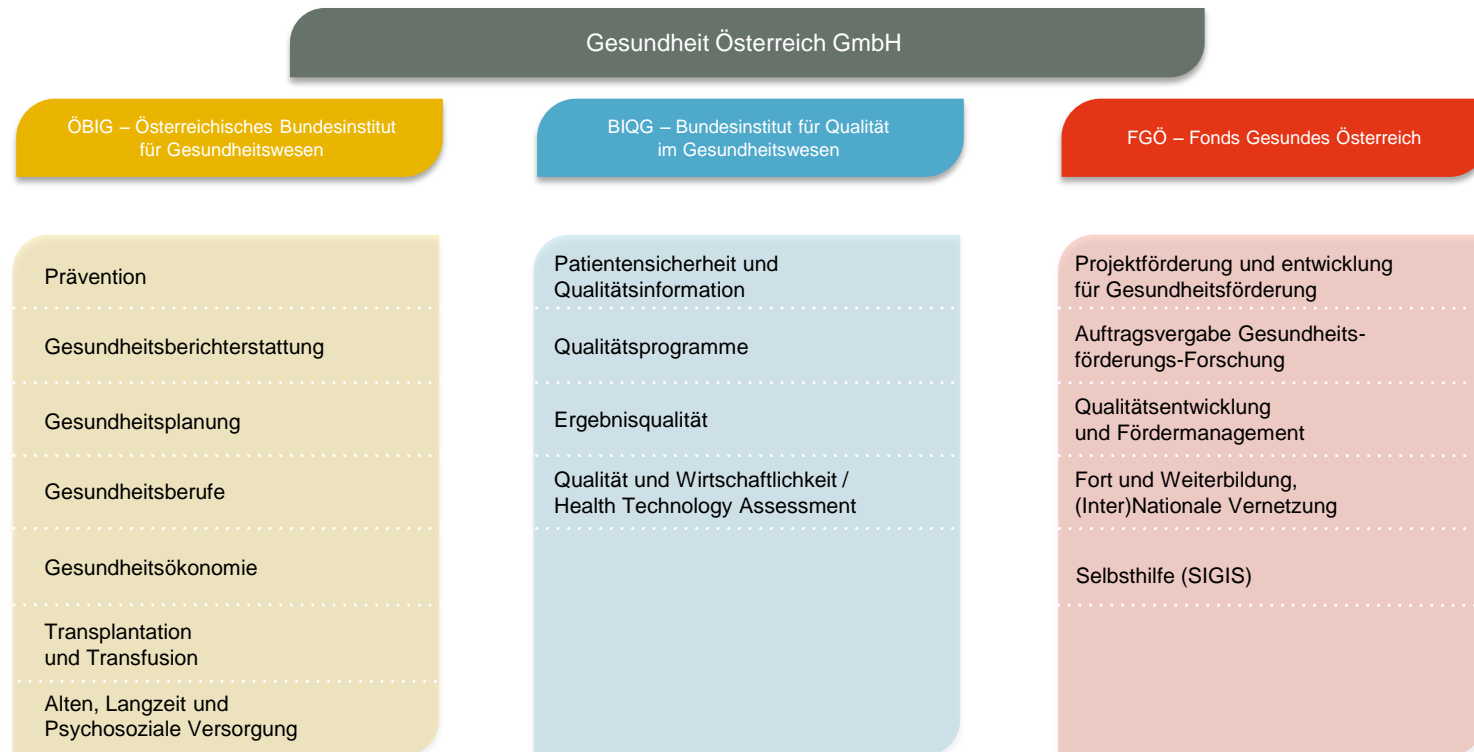 Gesundheit Österreich GmbH
ÖBIG – Österreichisches Bundesinstitut
für Gesundheitswesen
Prävention
Gesundheitsberichterstattung
Gesundheitsplanung
Gesundheitsberufe
Gesundheitsökonomie
Transplantation
und Transfusion
Alten, Langzeit und
Psychosoziale Versorgung
BIQG – Bundesinstitut für Qualität
im Gesundheitswesen
Patientensicherheit und
Qualitätsinformation
Qualitätsprogramme
Ergebnisqualität
Qualität und Wirtschaftlichkeit /
Health Technology Assessment
FGÖ – Fonds Gesundes Österreich
Projektförderung und entwicklung
für Gesundheitsförderung
Auftragsvergabe Gesundheits-
förderungs-Forschung
Qualitätsentwicklung
und Fördermanagement
Fort und Weiterbildung,
(Inter)Nationale Vernetzung
Selbsthilfe (SIGIS)